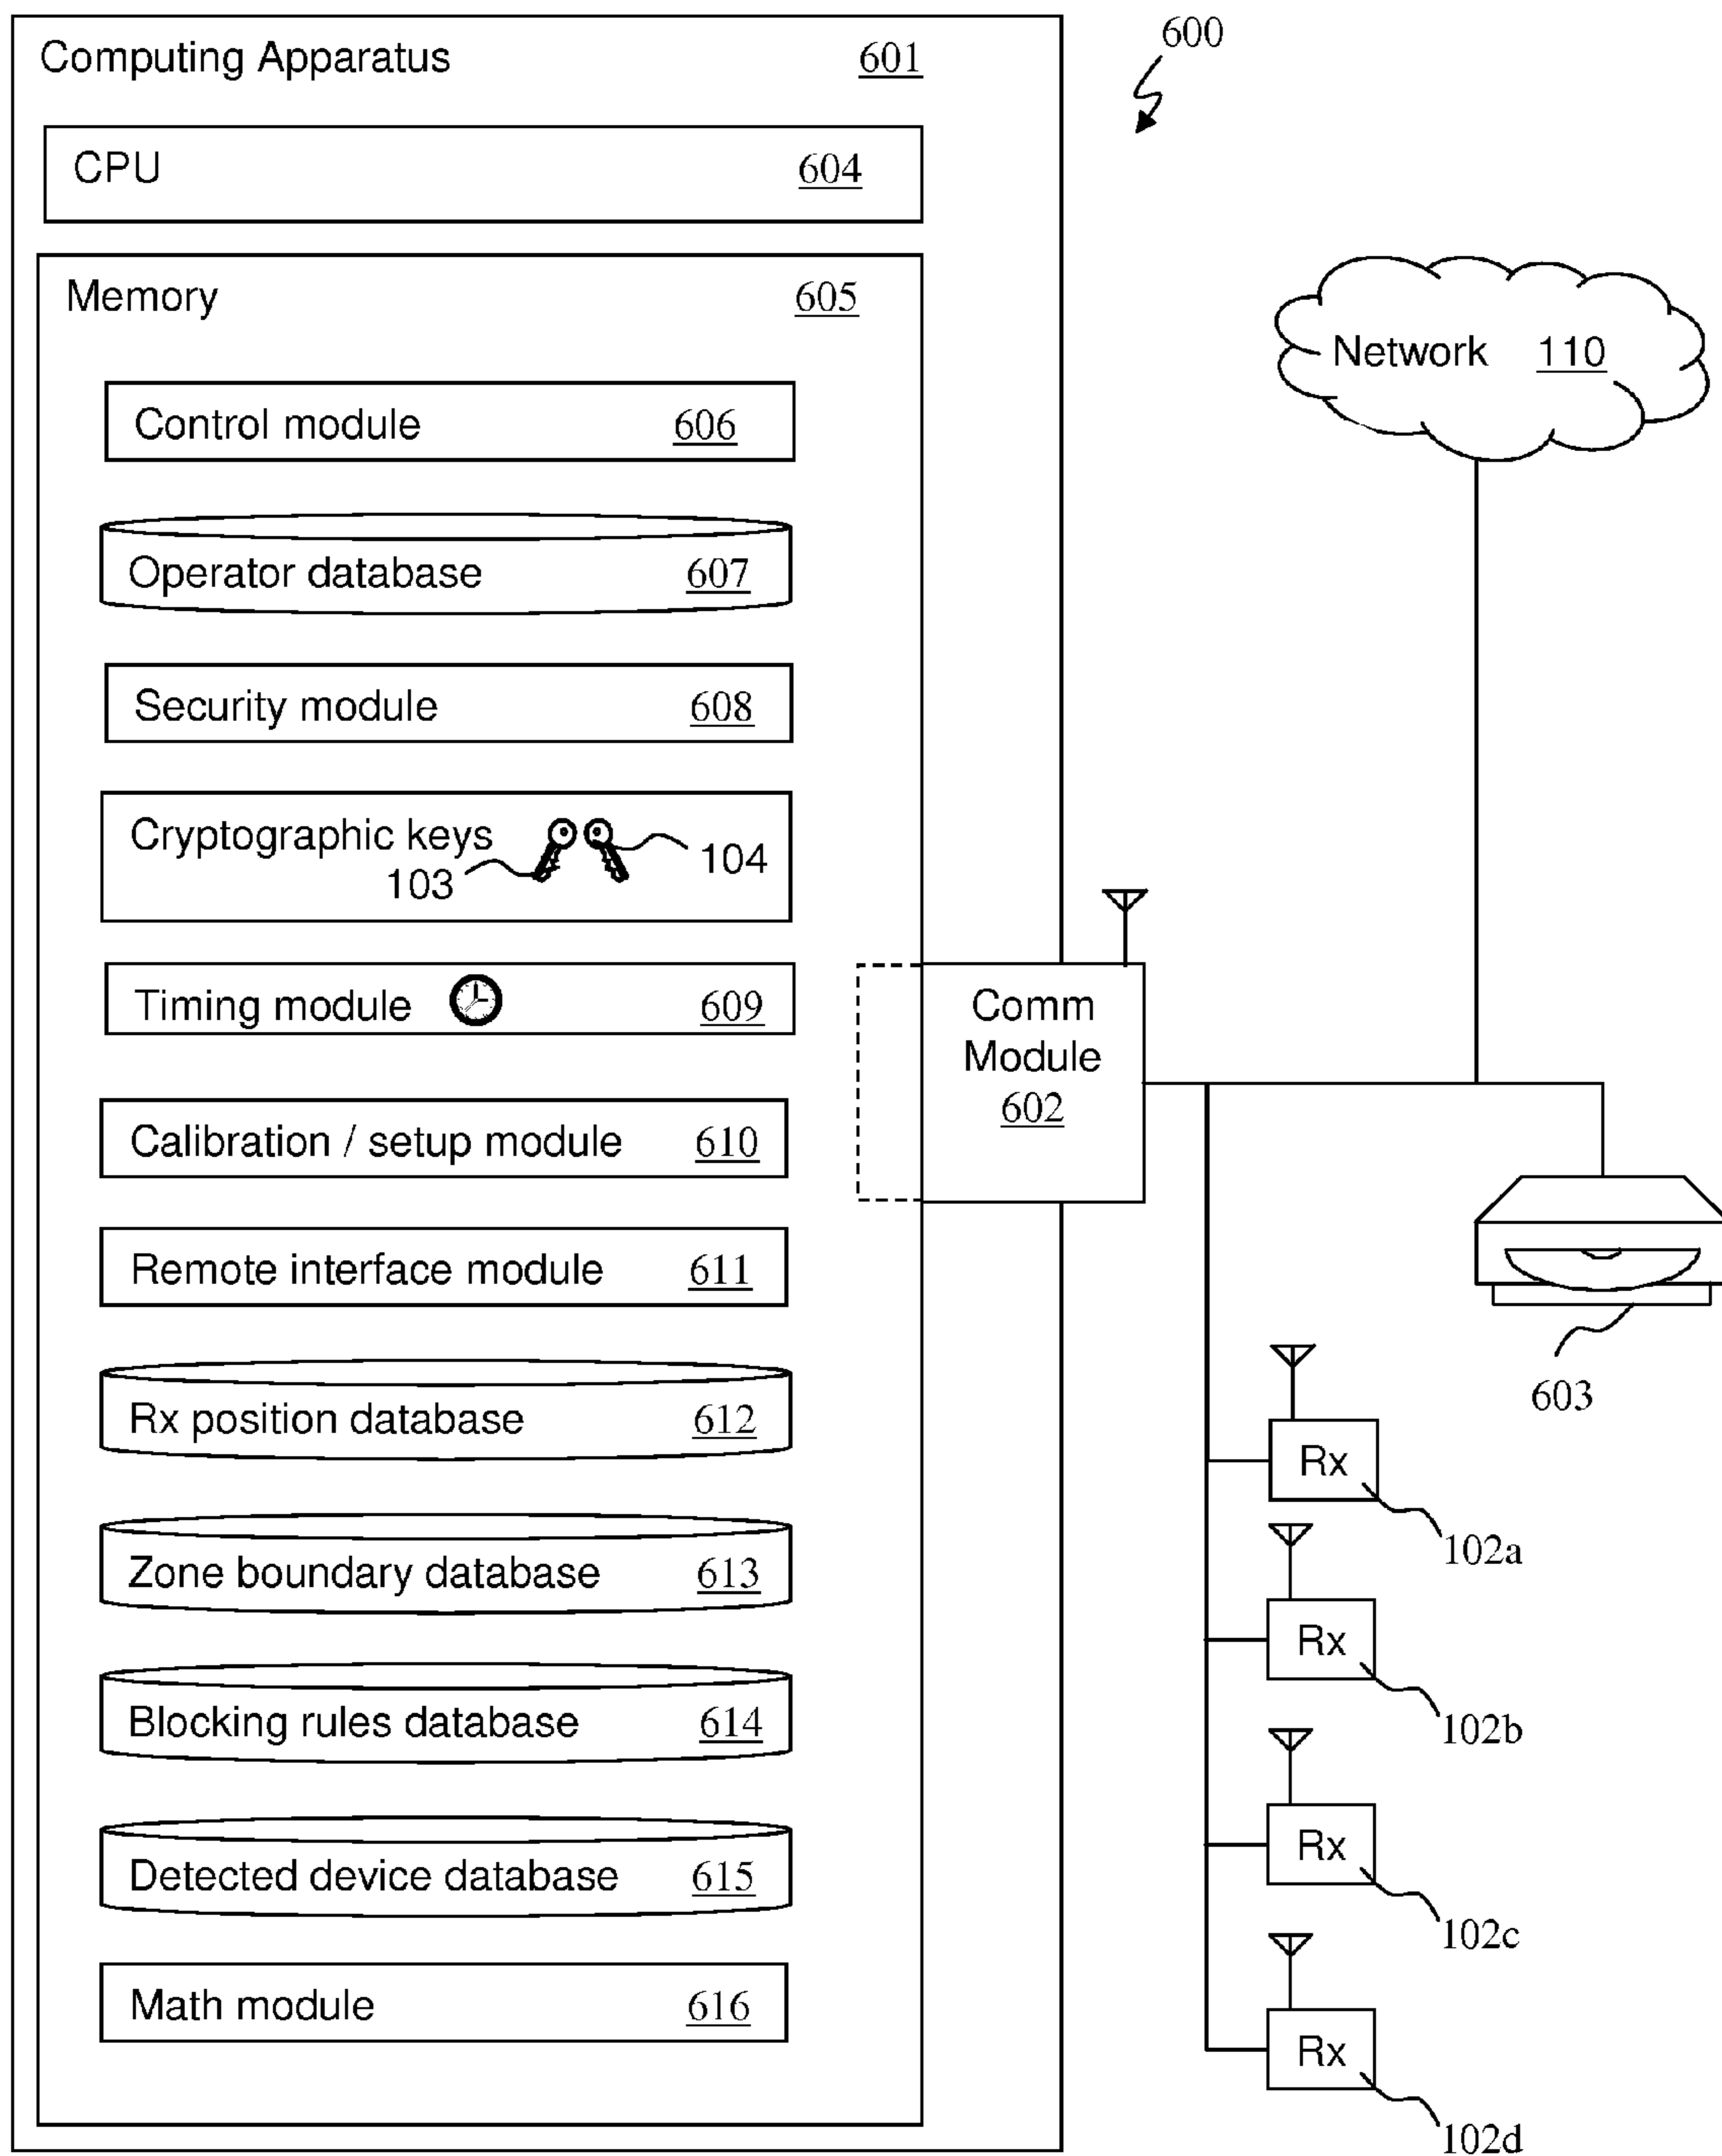 Computing Apparatus 601
600
CPU 604
Memory 605
Network 110
Control module 606
Operator database 607
Security module 608
Cryptographic keys
103
104
Timing module 609
Comm
Module
602
Calibration / setup module 610
Remote interface module 611
603
Rx position database 612
Rx
102a
Zone boundary database 613
Rx
102b
Blocking rules database 614
Rx
102c
Detected device database 615
Math module 616
Rx
102d